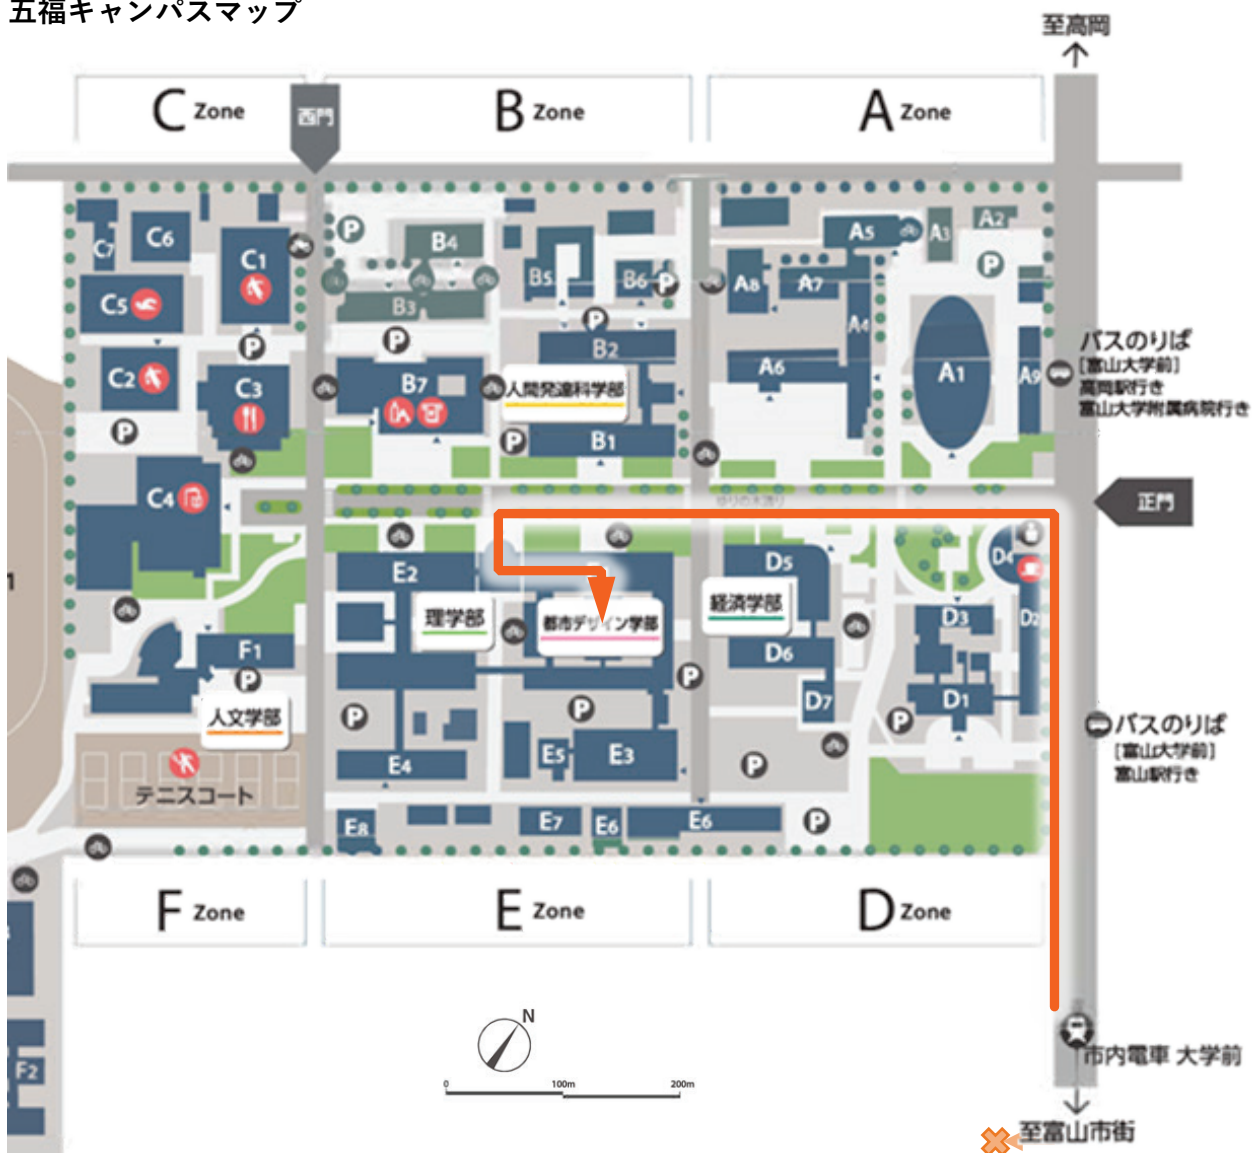 五福キャンパスマップ
至高岡
C Zone
西門
B Zone
A Zone
C7
C6
C1
P
B4
B5
B6
P
A5
A3
A2
P
A8
A7
C5
B3
P
A4
C2
P
C3
P
B7
B2
人間発達科学部
A6
A1
A9
バスのりば
[富山大学前]
高岡駅行き
富山大学附属病院行き
P
P
B1
C4
ゆりの木通り
正門
1
E2
D5
D4
理学部
都市デザイン学部
経済学部
D3
D2
F1
P
D6
P
D7
D1
人文学部
P
P
P
バスのりば
[富山大学前]
富山駅行き
テニスコート
E4
E5
E3
P
E8
E7
E6
E6
P
F Zone
E Zone
D Zone
N
0
100m
200m
F2
市内電車 大学前
至富山市街